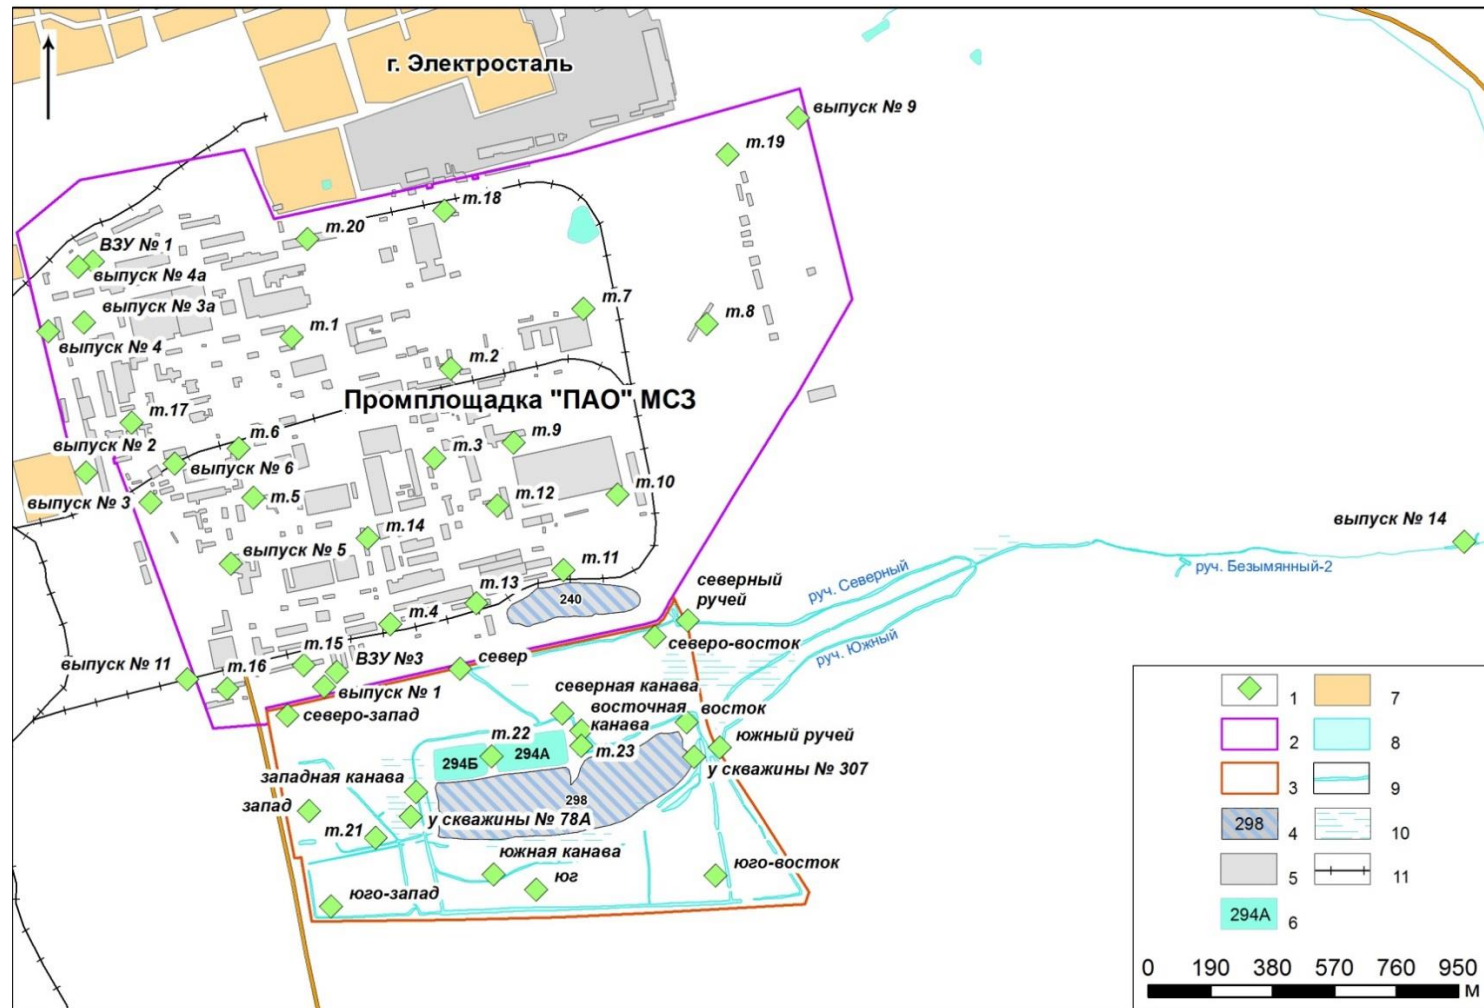 г. Электросталь
выпуск № 9
т.19
т.18
т.20
ВЗУ № 1
выпуск № 4а
выпуск № 3а
выпуск № 4
т.1
т.7
т.8
т.2
Промплощадка "ПАО" МСЗ
т.17
выпуск № 2
т.6
выпуск № 6
т.3
т.9
выпуск № 3
т.5
т.12
т.10
т.14
выпуск № 14
выпуск № 5
т.11
руч. Северный
руч. Безымянный-2
северный
ручей
240
т.13
т.4
северо-восток
руч. Южный
выпуск № 11
т.16
т.15
ВЗУ №3
север
выпуск № 1
северо-запад
северная канава
восточная
канава
восток
т.22
т.23
южный ручей
294Б
294А
у скважины № 307
западная канава
запад
298
у скважины № 78А
т.21
южная канава
юг
юго-восток
юго-запад
1
7
2
8
3
9
298
4
10
5
11
294А
6
0 190 380 570 760 950
М